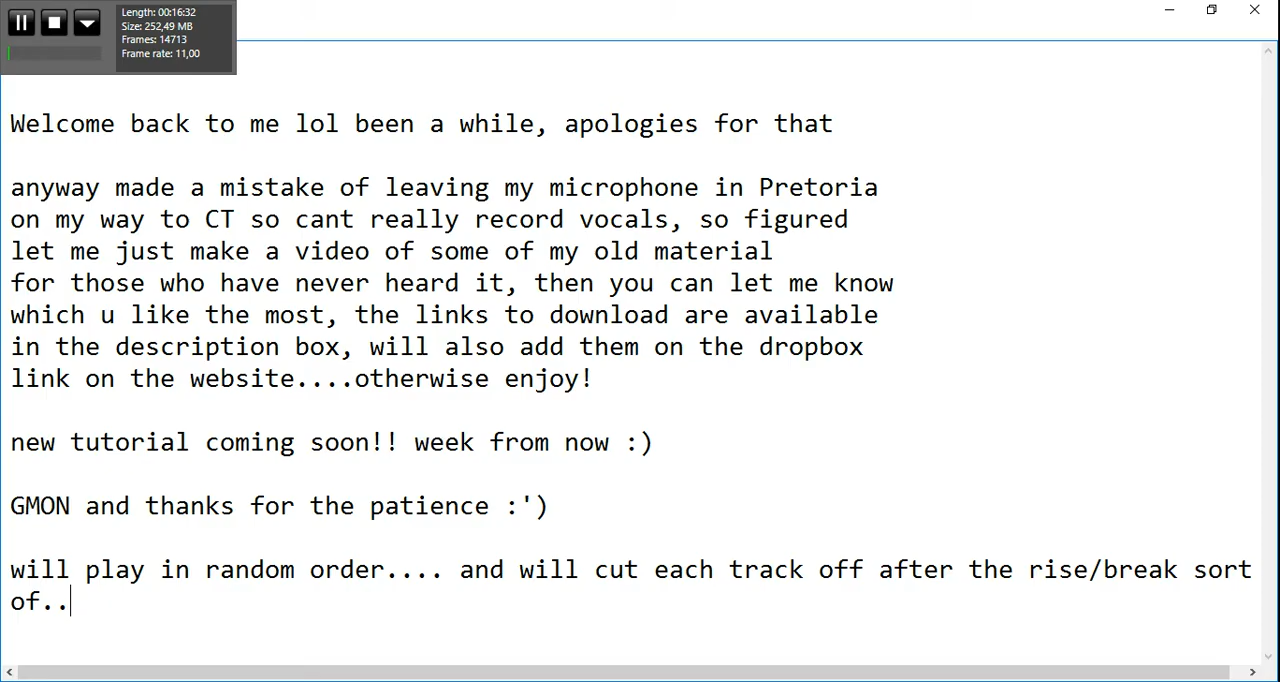 Length: 00:16:32
Size: 252,49 MB
Frames: 14713
Frame rate: 11,00
Welcome back to me lol been a while, apologies for that
anyway made a mistake of leaving my microphone in Pretoria
on my way to CT so cant really record vocals, so figured
let me just make a video of some of my old material
for those who have never heard it, then you can let me know
which u like the most, the links to download are available
in the description box, will also add them on the dropbox
link on the website....otherwise enjoy!
new tutorial coming soon!! week from now :)
GMON and thanks for the patience :')
will play in random order.... and will cut each track off after the rise/break sort
of..